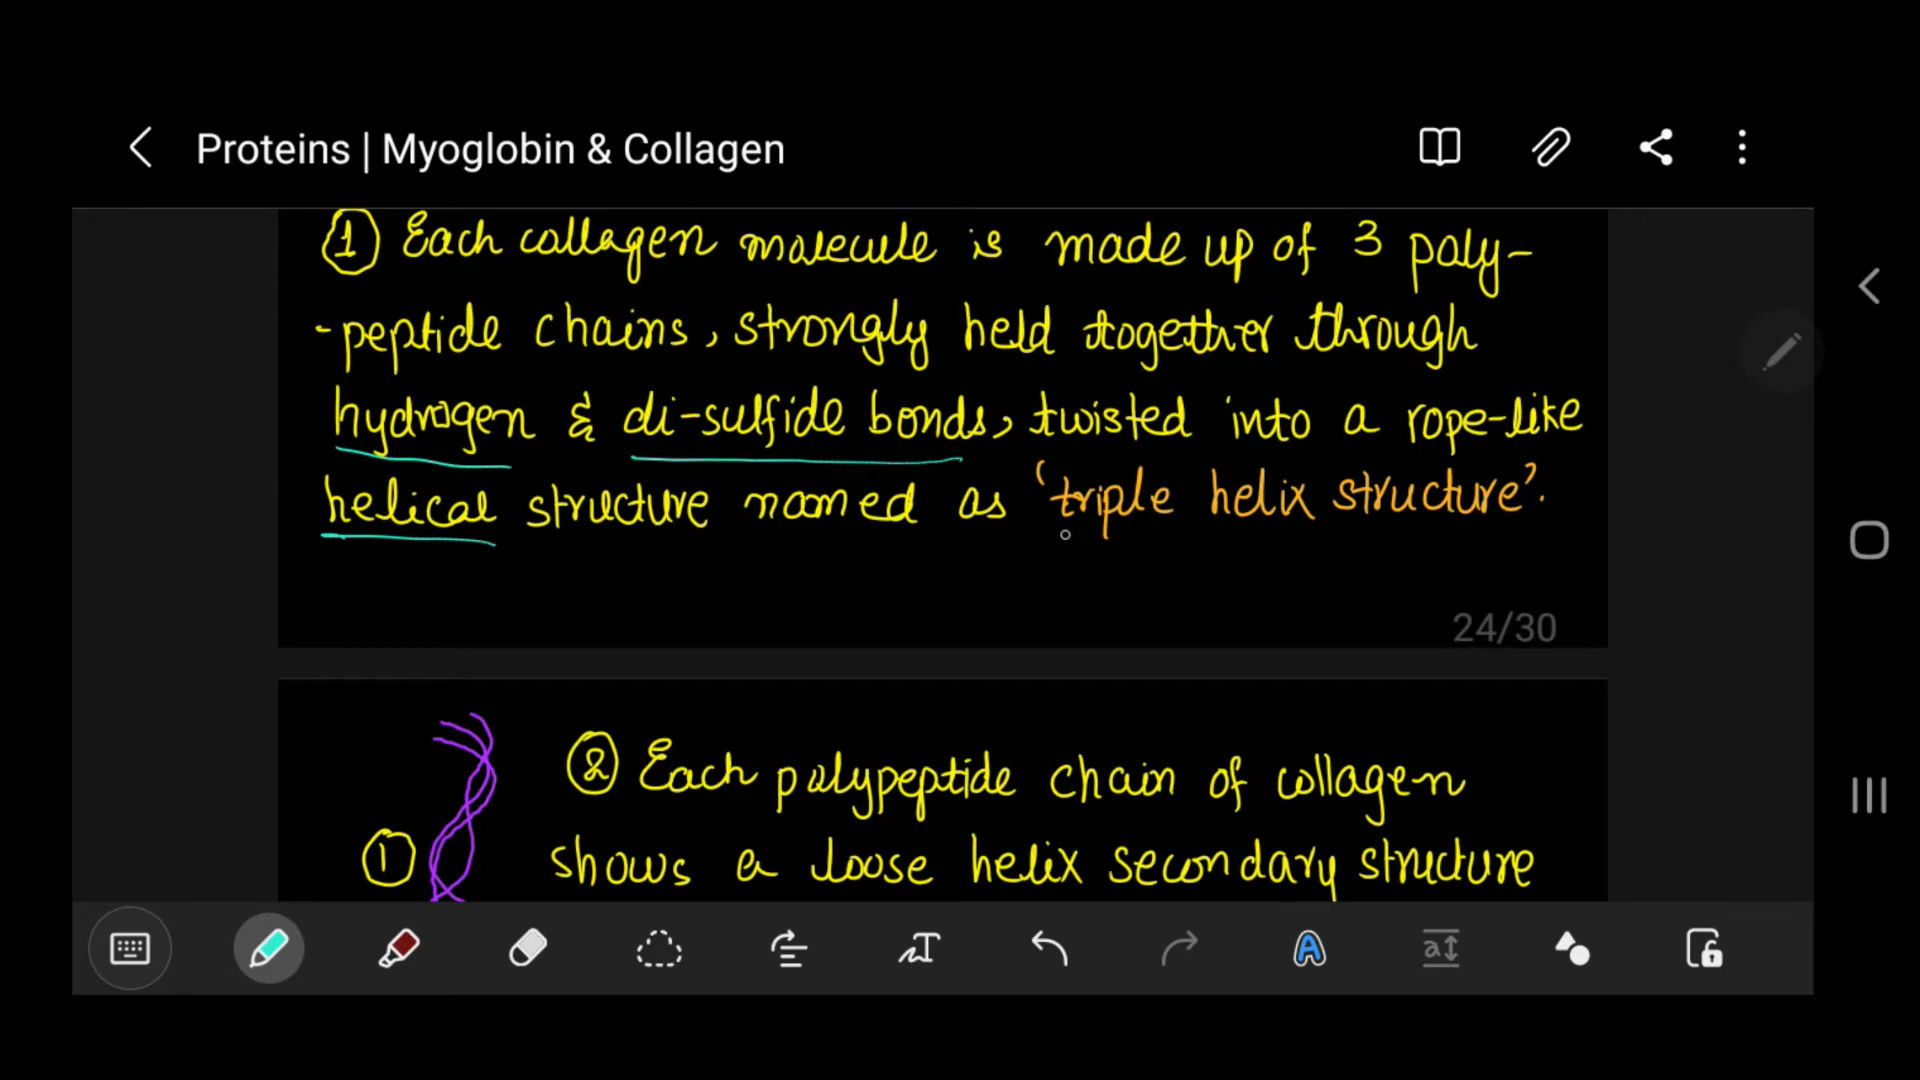 Proteins | Myoglobin & Collagen
① Each collagen molecule is made up of 3 poly-
-peptide chains, strongly held together through
hydrogen & di-sulfide bonds, twisted into a rope-like
helical structure named as 'triple helix structure'.
24/30
② Each polypeptide chain of collagen
① shows a loose helix secondary structure